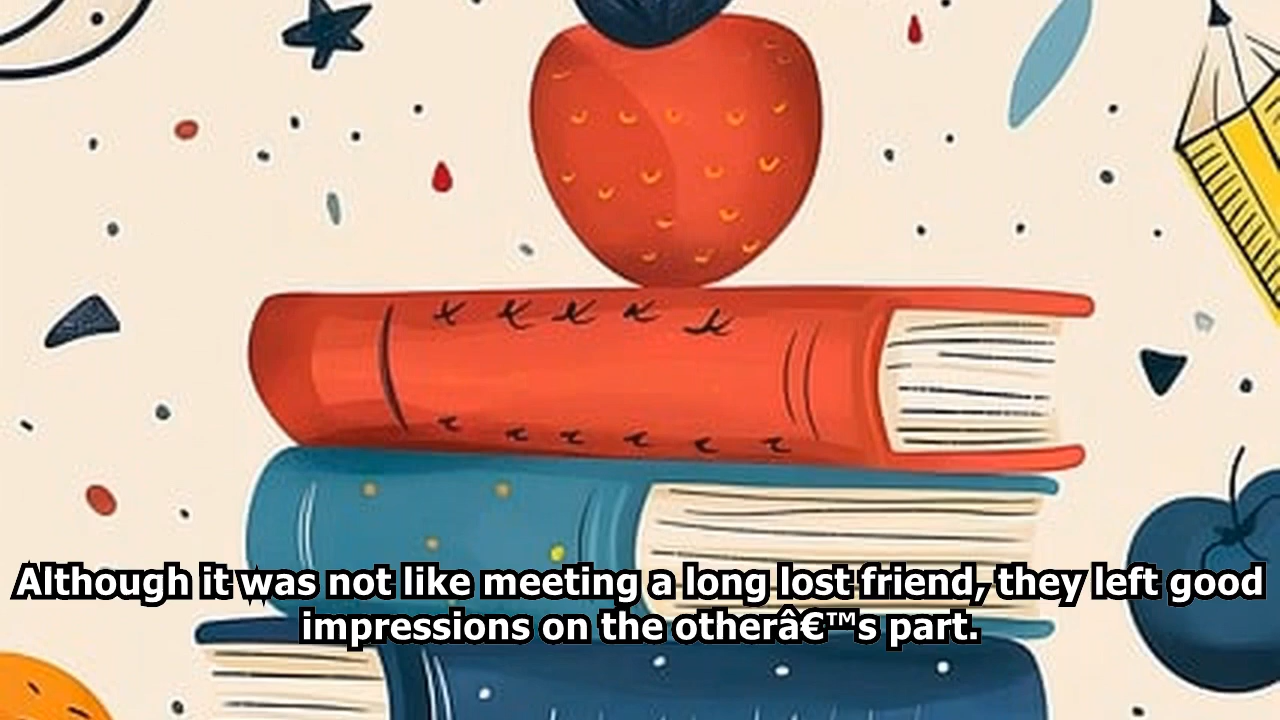 Although it was not like meeting a long lost friend, they left good
impressions on the otherâ€™s part.